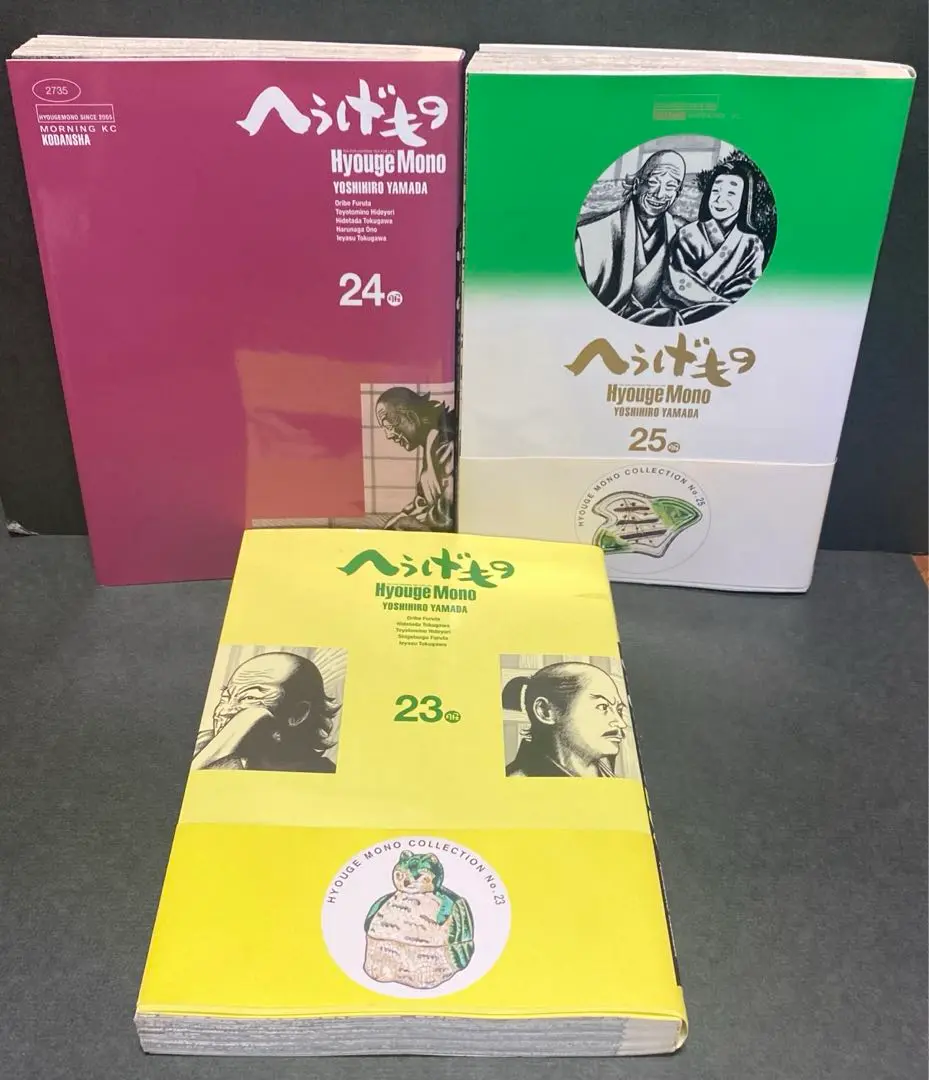 2735
HYOUGEMONO SINCE 2005
MORNING KC
KODANSHA
へうげもの
Hyouge Mono
YOSHIHIRO YAMADA
Oribe Furuta
Toyotomino Hideyori
Hidetada Tokugawa
Harunaga Ono
Ieyasu Tokugawa
24服
へうげもの
Hyouge Mono
YOSHIHIRO YAMADA
25服
HYOUGE MONO COLLECTION No.25
へうげもの
Hyouge Mono
YOSHIHIRO YAMADA
Oribe Furuta
Hidetada Tokugawa
Toyotomino Hideyori
Shigetsugu Furuta
Ieyasu Tokugawa
23服
HYOUGE MONO COLLECTION No.23